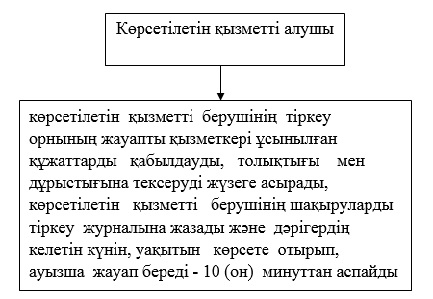 Көрсетілетін қызметті алушы
көрсетілетін қызметті берушінің тіркеу
орнының жауапты қызметкері ұсынылған
құжаттарды қабылдауды, толықтығы мен
дұрыстығына тексеруді жүзеге асырады,
көрсетілетін қызметті берушінің шақыруларды
тіркеу журналына жазады және дәрігердің
келетін күнін, уақытын көрсете отырып,
ауызша жауап береді - 10 (он) минуттан аспайды